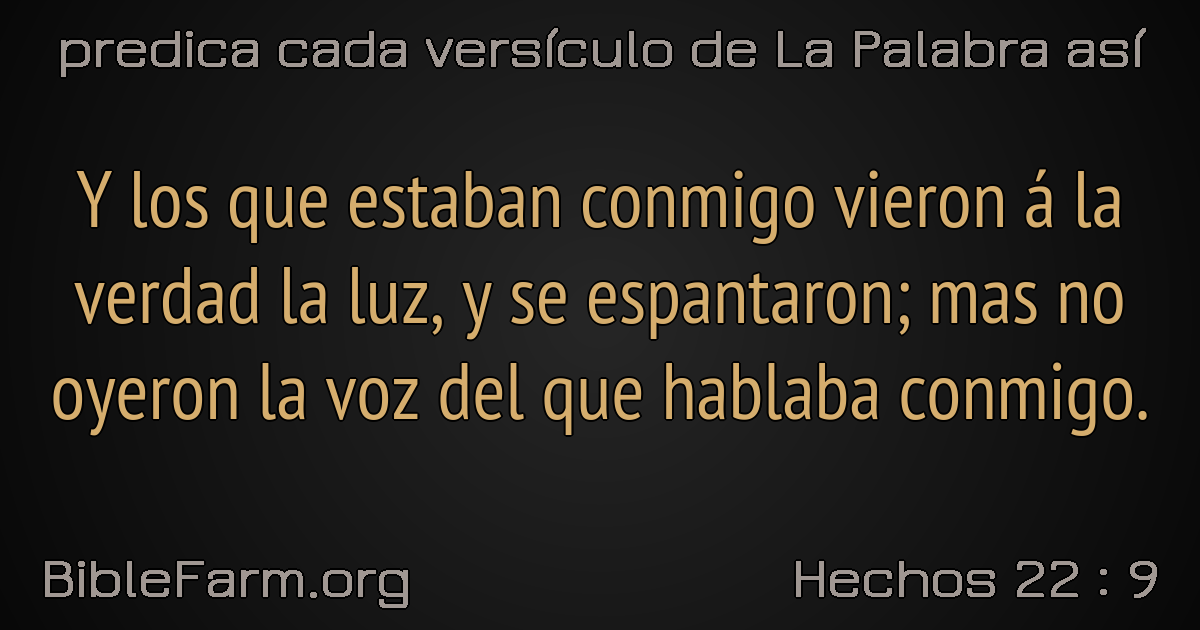 predica cada versículo de La Palabra así
Y los que estaban conmigo vieron á la
verdad la luz, y se espantaron; mas no
oyeron la voz del que hablaba conmigo.
BibleFarm.org
Hechos 22 : 9